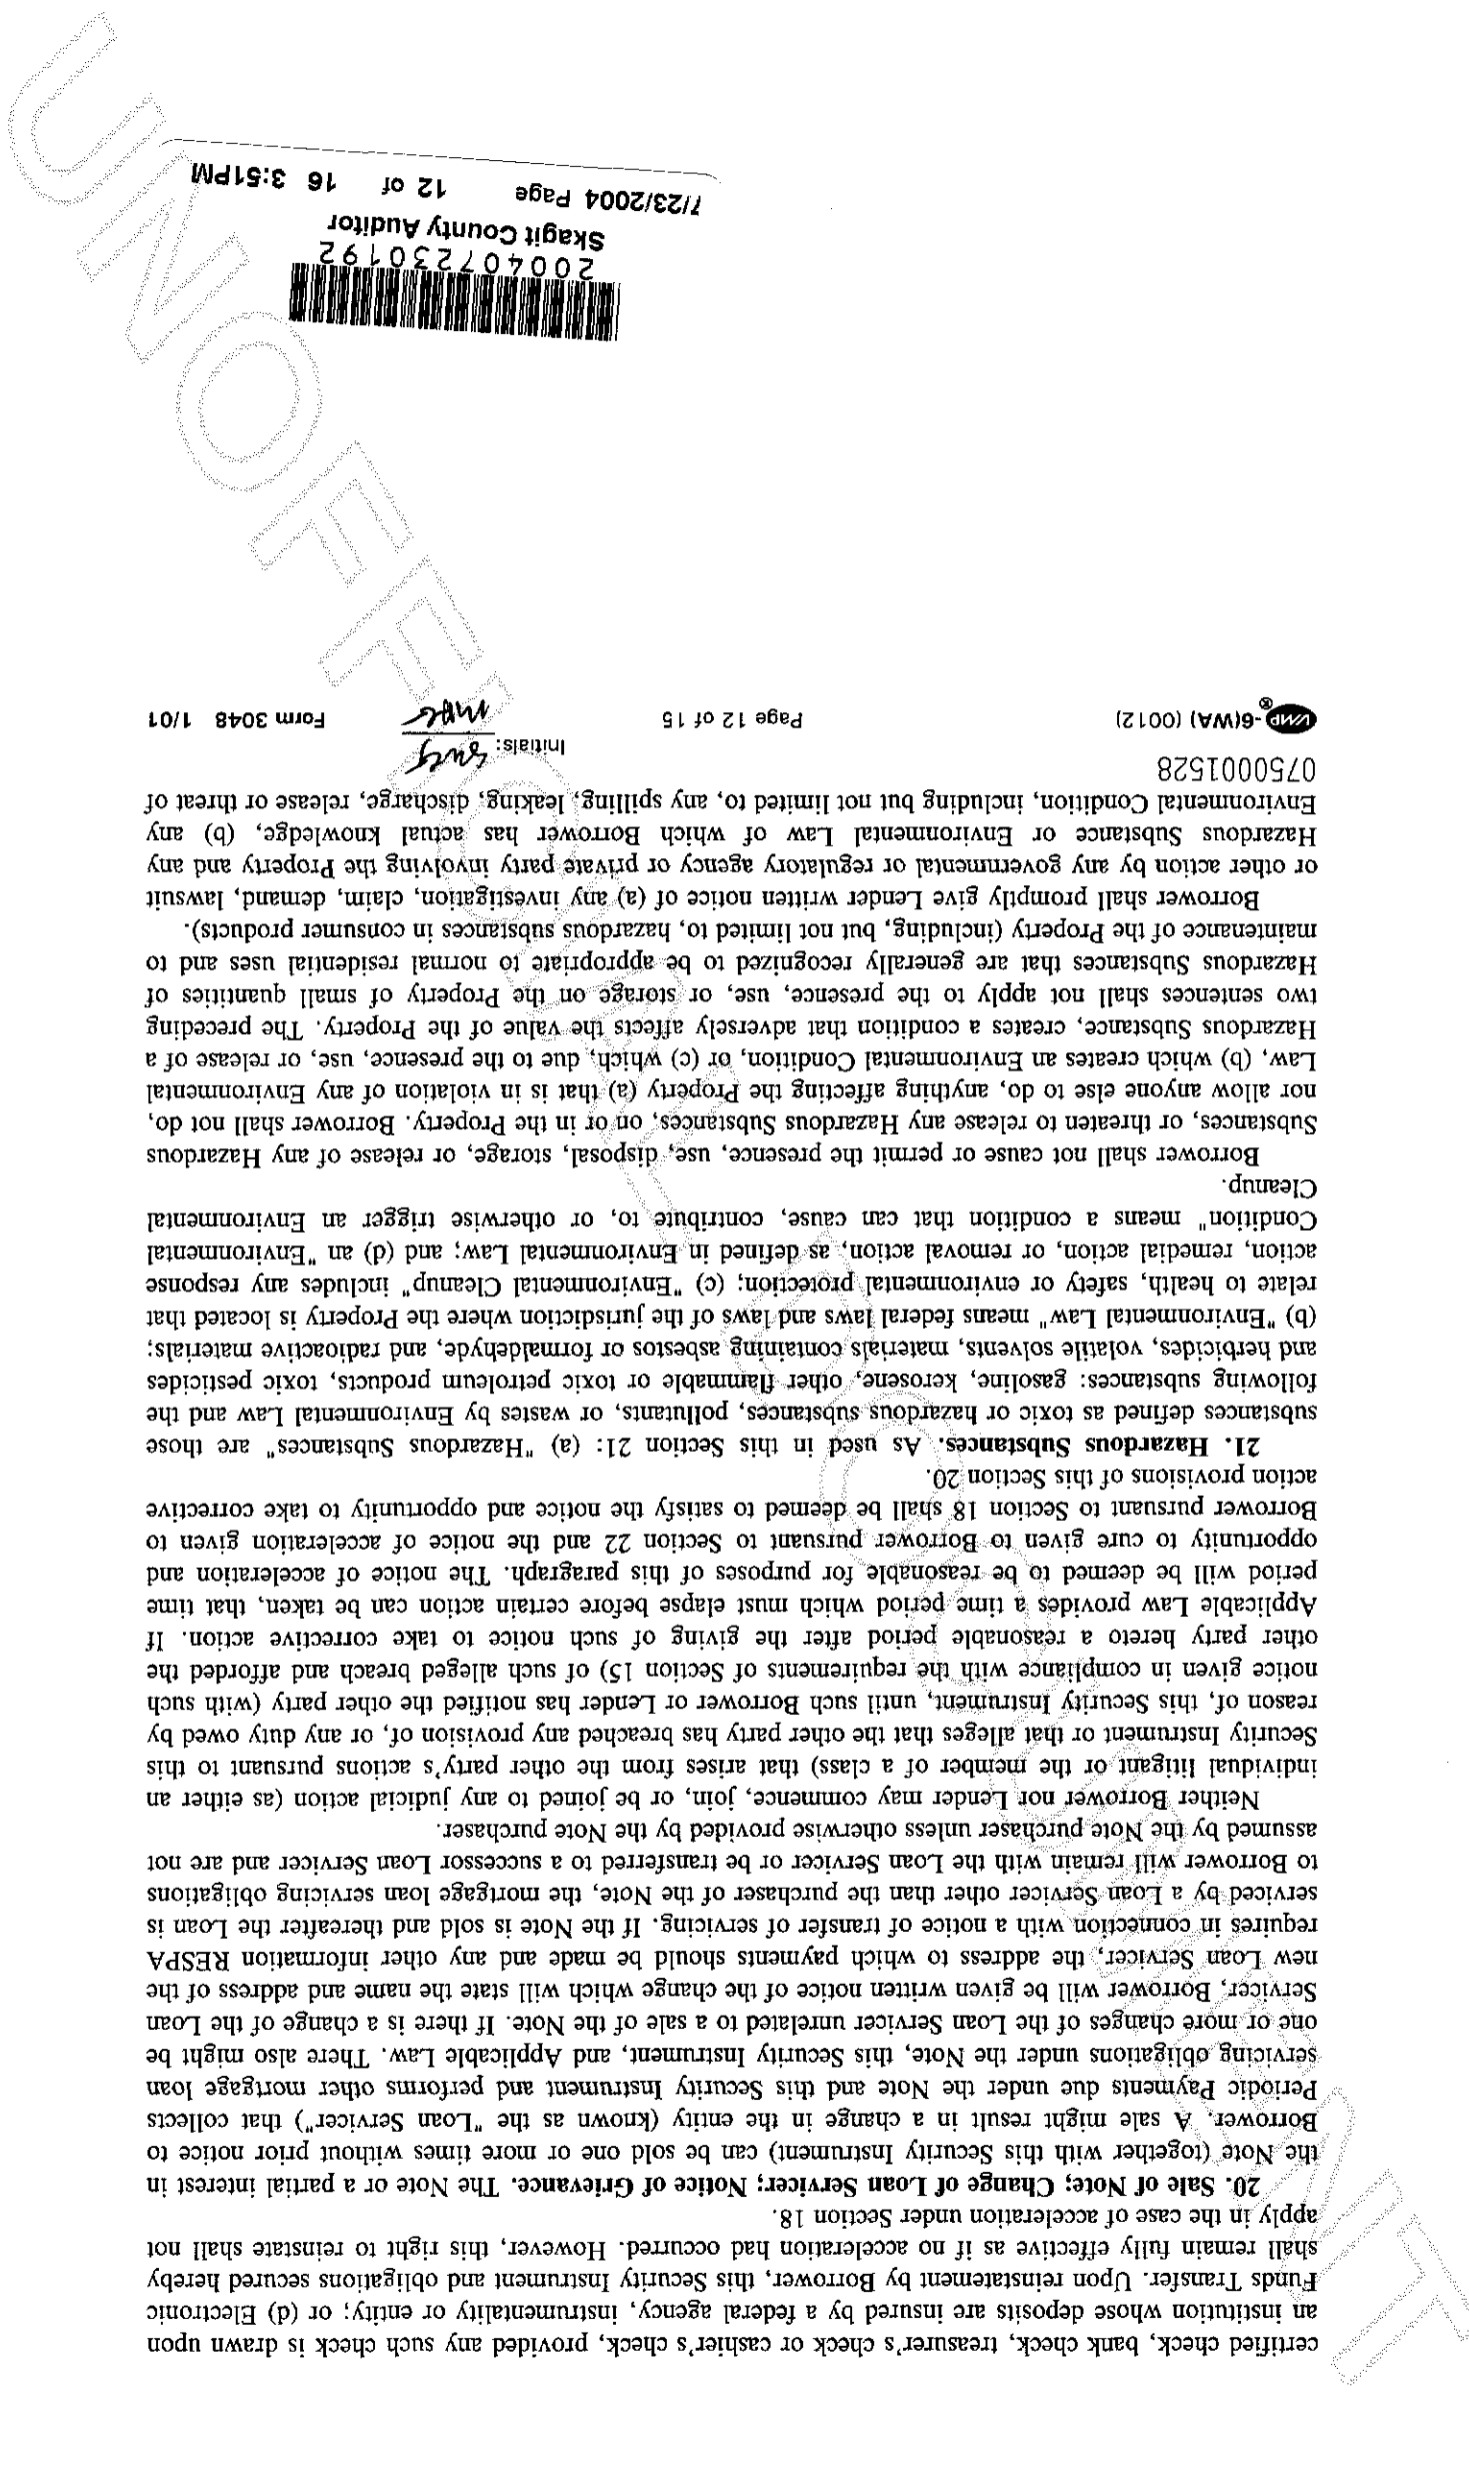 certified check, bank check, treasurer's check or cashier's check, provided any such check is drawn upon
an institution whose deposits are insured by a federal agency, instrumentality or entity; or (d) Electronic
Funds Transfer. Upon reinstatement by Borrower, this Security Instrument and obligations secured hereby
shall remain fully effective as if no acceleration had occurred. However, this right to reinstate shall not
apply in the case of acceleration under Section 18.
20. Sale of Note; Change of Loan Servicer; Notice of Grievance. The Note or a partial interest in
the Note (together with this Security Instrument) can be sold one or more times without prior notice to
Borrower. A sale might result in a change in the entity (known as the "Loan Servicer") that collects
Periodic Payments due under the Note and this Security Instrument and performs other mortgage loan
servicing obligations under the Note, this Security Instrument, and Applicable Law. There also might be
one or more changes of the Loan Servicer unrelated to a sale of the Note. If there is a change of the Loan
Servicer, Borrower will be given written notice of the change which will state the name and address of the
new Loan Servicer, the address to which payments should be made and any other information RESPA
requires in connection with a notice of transfer of servicing. If the Note is sold and thereafter the Loan is
serviced by a Loan Servicer other than the purchaser of the Note, the mortgage loan servicing obligations
to Borrower will remain with the Loan Servicer or be transferred to a successor Loan Servicer and are not
assumed by the Note purchaser unless otherwise provided by the Note purchaser.
Neither Borrower nor Lender may commence, join, or be joined to any judicial action (as either an
individual litigant or the member of a class) that arises from the other party's actions pursuant to this
Security Instrument or that alleges that the other party has breached any provision of, or any duty owed by
reason of, this Security Instrument, until such Borrower or Lender has notified the other party (with such
notice given in compliance with the requirements of Section 15) of such alleged breach and afforded the
other party hereto a reasonable period after the giving of such notice to take corrective action. If
Applicable Law provides a time period which must elapse before certain action can be taken, that time
period will be deemed to be reasonable for purposes of this paragraph. The notice of acceleration and
opportunity to cure given to Borrower pursuant to Section 22 and the notice of acceleration given to
Borrower pursuant to Section 18 shall be deemed to satisfy the notice and opportunity to take corrective
action provisions of this Section 20.
21. Hazardous Substances. As used in this Section 21: (a) "Hazardous Substances" are those
substances defined as toxic or hazardous substances, pollutants, or wastes by Environmental Law and the
following substances: gasoline, kerosene, other flammable or toxic petroleum products, toxic pesticides
and herbicides, volatile solvents, materials containing asbestos or formaldehyde, and radioactive materials;
(b) "Environmental Law" means federal laws and laws of the jurisdiction where the Property is located that
relate to health, safety or environmental protection; (c) "Environmental Cleanup" includes any response
action, remedial action, or removal action, as defined in Environmental Law; and (d) an "Environmental
Condition" means a condition that can cause, contribute to, or otherwise trigger an Environmental
Cleanup.
Borrower shall not cause or permit the presence, use, disposal, storage, or release of any Hazardous
Substances, or threaten to release any Hazardous Substances, on or in the Property. Borrower shall not do,
nor allow anyone else to do, anything affecting the Property (a) that is in violation of any Environmental
Law, (b) which creates an Environmental Condition, or (c) which, due to the presence, use, or release of a
Hazardous Substance, creates a condition that adversely affects the value of the Property. The preceding
two sentences shall not apply to the presence, use, or storage on the Property of small quantities of
Hazardous Substances that are generally recognized to be appropriate to normal residential uses and to
maintenance of the Property (including, but not limited to, hazardous substances in consumer products).
Borrower shall promptly give Lender written notice of (a) any investigation, claim, demand, lawsuit
or other action by any governmental or regulatory agency or private party involving the Property and any
Hazardous Substance or Environmental Law of which Borrower has actual knowledge, (b) any
Environmental Condition, including but not limited to, any spilling, leaking, discharge, release or threat of
0750001528
Initials:
VMP®-6(WA) (0012) Page 12 of 15 Form 3048 1/01
200407230192
Skagit County Auditor
7/23/2004 Page 12 of 16 3:51PM
UNOFFICIAL DOCUMENT